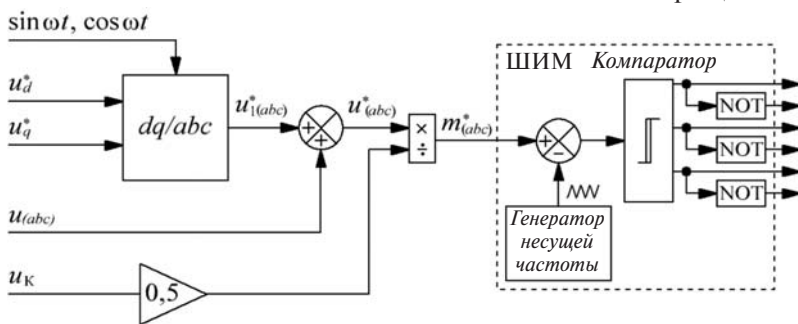 sin ωt, cos ωt
u*d
u*q
dq/abc
u*1(abc)
+
+
u*(abc)
×
÷
m*(abc)
u(abc)
uК
0,5
ШИМ Компаратор
+
−
NOT
NOT
NOT
Генератор
несущей
частоты